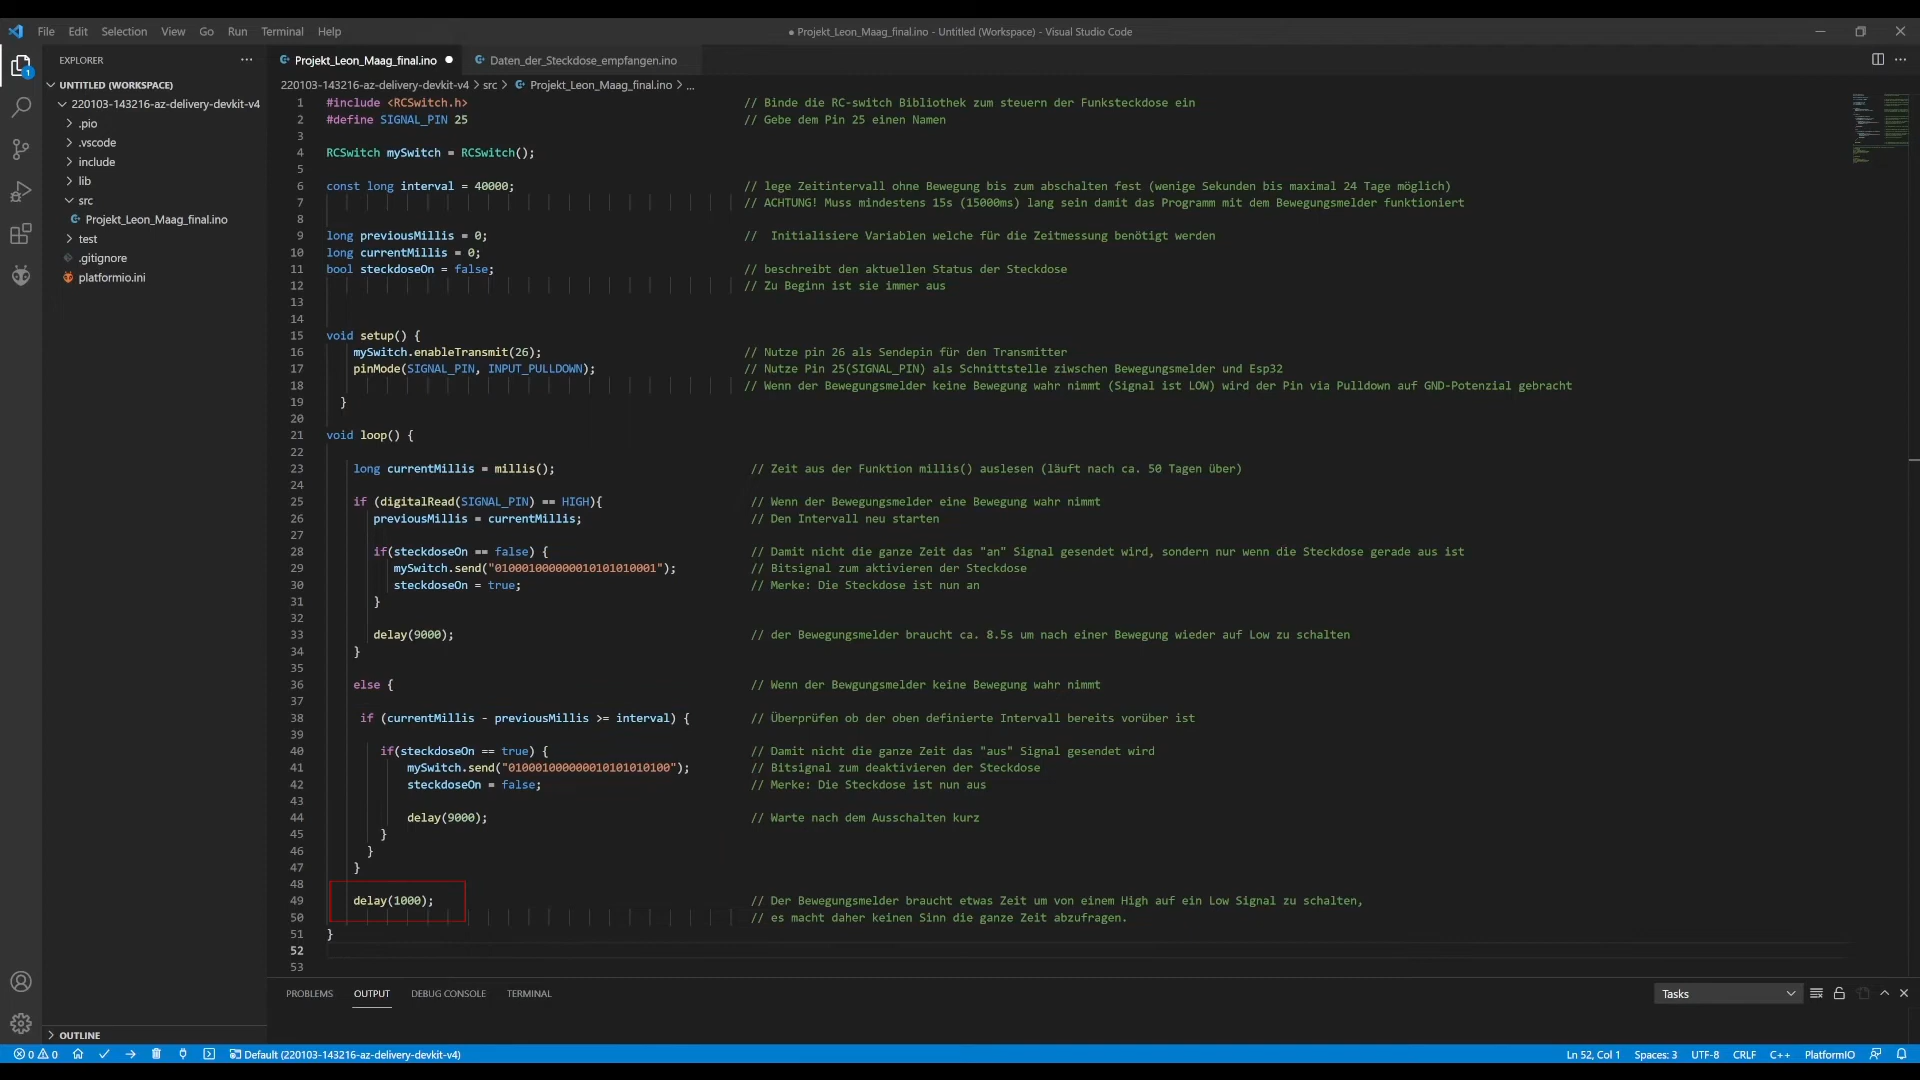 File Edit Selection View Go Run Terminal Help
● Projekt_Leon_Maag_final.ino - Untitled (Workspace) - Visual Studio Code
EXPLORER
Projekt_Leon_Maag_final.ino ● Daten_der_Steckdose_empfangen.ino
UNTITLED (WORKSPACE)
220103-143216-az-delivery-devkit-v4 > src > Projekt_Leon_Maag_final.ino > ...
220103-143216-az-delivery-devkit-v4
.pio
.vscode
include
lib
src
Projekt_Leon_Maag_final.ino
test
.gitignore
platformio.ini
1
1 #include <RCSwitch.h> // Binde die RC-switch Bibliothek zum steuern der Funksteckdose ein
2 #define SIGNAL_PIN 25 // Gebe dem Pin 25 einen Namen
3
4 RCSwitch mySwitch = RCSwitch();
5
6 const long interval = 40000; // lege Zeitintervall ohne Bewegung bis zum abschalten fest (wenige Sekunden bis maximal 24 Tage möglich)
7 // ACHTUNG! Muss mindestens 15s (15000ms) lang sein damit das Programm mit dem Bewegungsmelder funktioniert
8
9 long previousMillis = 0; //  Initialisiere Variablen welche für die Zeitmessung benötigt werden
10 long currentMillis = 0;
11 bool steckdoseOn = false; // beschreibt den aktuellen Status der Steckdose
12 // Zu Beginn ist sie immer aus
13
14
15 void setup() {
16 mySwitch.enableTransmit(26); // Nutze pin 26 als Sendepin für den Transmitter
17 pinMode(SIGNAL_PIN, INPUT_PULLDOWN); // Nutze Pin 25(SIGNAL_PIN) als Schnittstelle ziwschen Bewegungsmelder und Esp32
18 // Wenn der Bewegungsmelder keine Bewegung wahr nimmt (Signal ist LOW) wird der Pin via Pulldown auf GND-Potenzial gebracht
19 }
20
21 void loop() {
22
23 long currentMillis = millis(); // Zeit aus der Funktion millis() auslesen (läuft nach ca. 50 Tagen über)
24
25 if (digitalRead(SIGNAL_PIN) == HIGH){ // Wenn der Bewegungsmelder eine Bewegung wahr nimmt
26 previousMillis = currentMillis; // Den Intervall neu starten
27
28 if(steckdoseOn == false) { // Damit nicht die ganze Zeit das "an" Signal gesendet wird, sondern nur wenn die Steckdose gerade aus ist
29 mySwitch.send("010001000000010101010001"); // Bitsignal zum aktivieren der Steckdose
30 steckdoseOn = true; // Merke: Die Steckdose ist nun an
31 }
32
33 delay(9000); // der Bewegungsmelder braucht ca. 8.5s um nach einer Bewegung wieder auf Low zu schalten
34 }
35
36 else { // Wenn der Bewgungsmelder keine Bewegung wahr nimmt
37
38 if (currentMillis - previousMillis >= interval) { // Überprüfen ob der oben definierte Intervall bereits vorüber ist
39
40 if(steckdoseOn == true) { // Damit nicht die ganze Zeit das "aus" Signal gesendet wird
41 mySwitch.send("010001000000010101010100"); // Bitsignal zum deaktivieren der Steckdose
42 steckdoseOn = false; // Merke: Die Steckdose ist nun aus
43
44 delay(9000); // Warte nach dem Ausschalten kurz
45 }
46 }
47 }
48
49 delay(1000); // Der Bewegungsmelder braucht etwas Zeit um von einem High auf ein Low Signal zu schalten,
50 // es macht daher keinen Sinn die ganze Zeit abzufragen.
51 }
52
53
PROBLEMS OUTPUT DEBUG CONSOLE TERMINAL Tasks
OUTLINE
0 0 Default (220103-143216-az-delivery-devkit-v4) Ln 52, Col 1 Spaces: 3 UTF-8 CRLF C++ PlatformIO